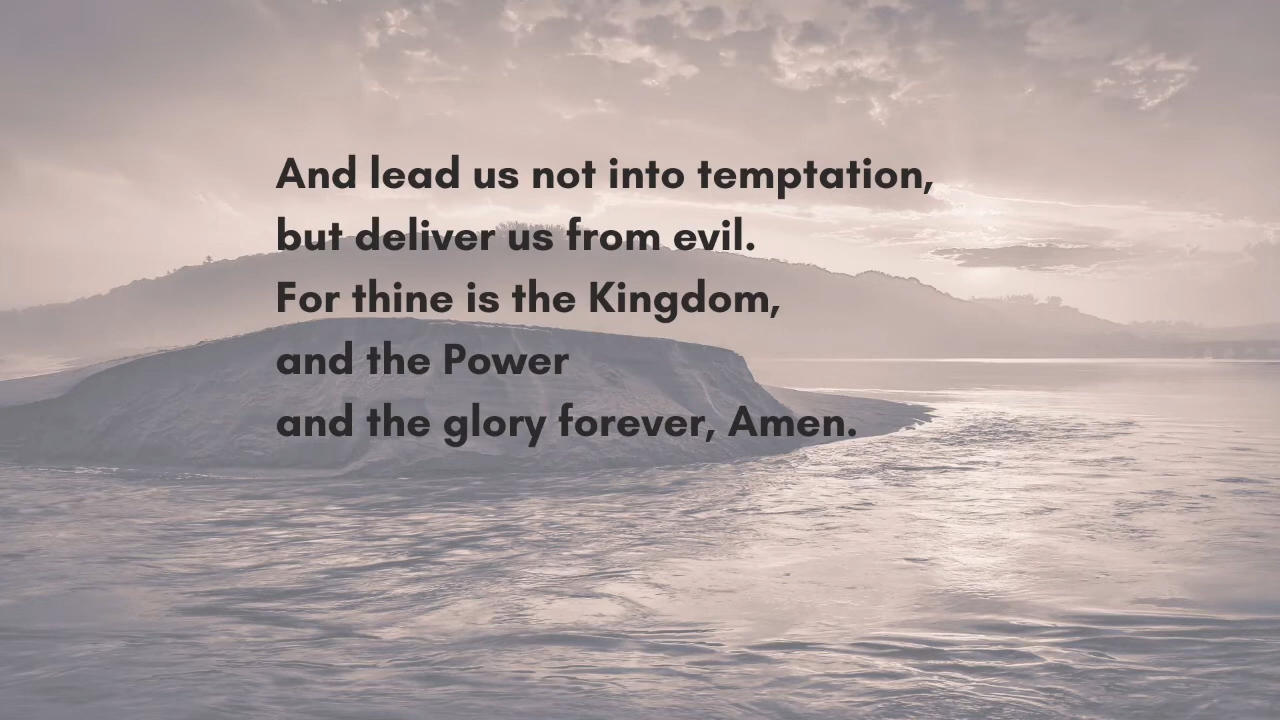 And lead us not into temptation,
but deliver us from evil.
For thine is the Kingdom,
and the Power
and the glory forever, Amen.